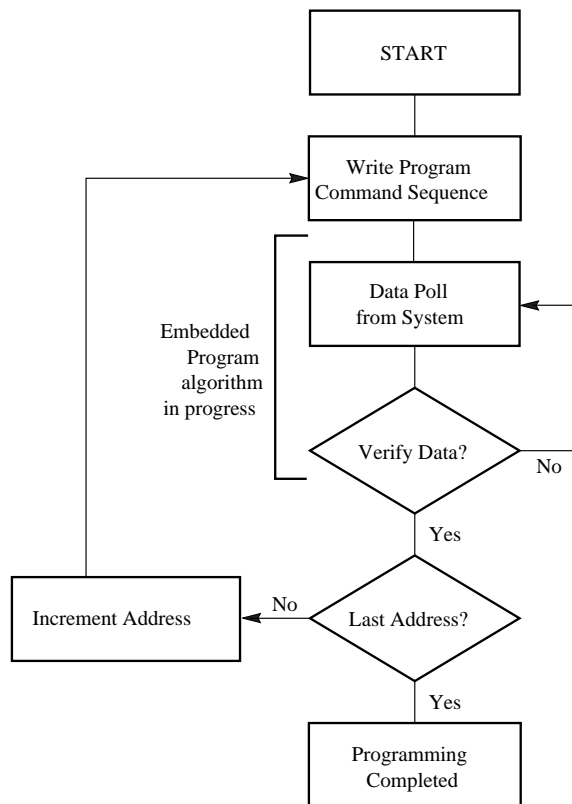 START
Write Program
Command Sequence
Data Poll
from System
Embedded
Program
algorithm
in progress
Verify Data?
No
Yes
Increment Address
No
Last Address?
Yes
Programming
Completed